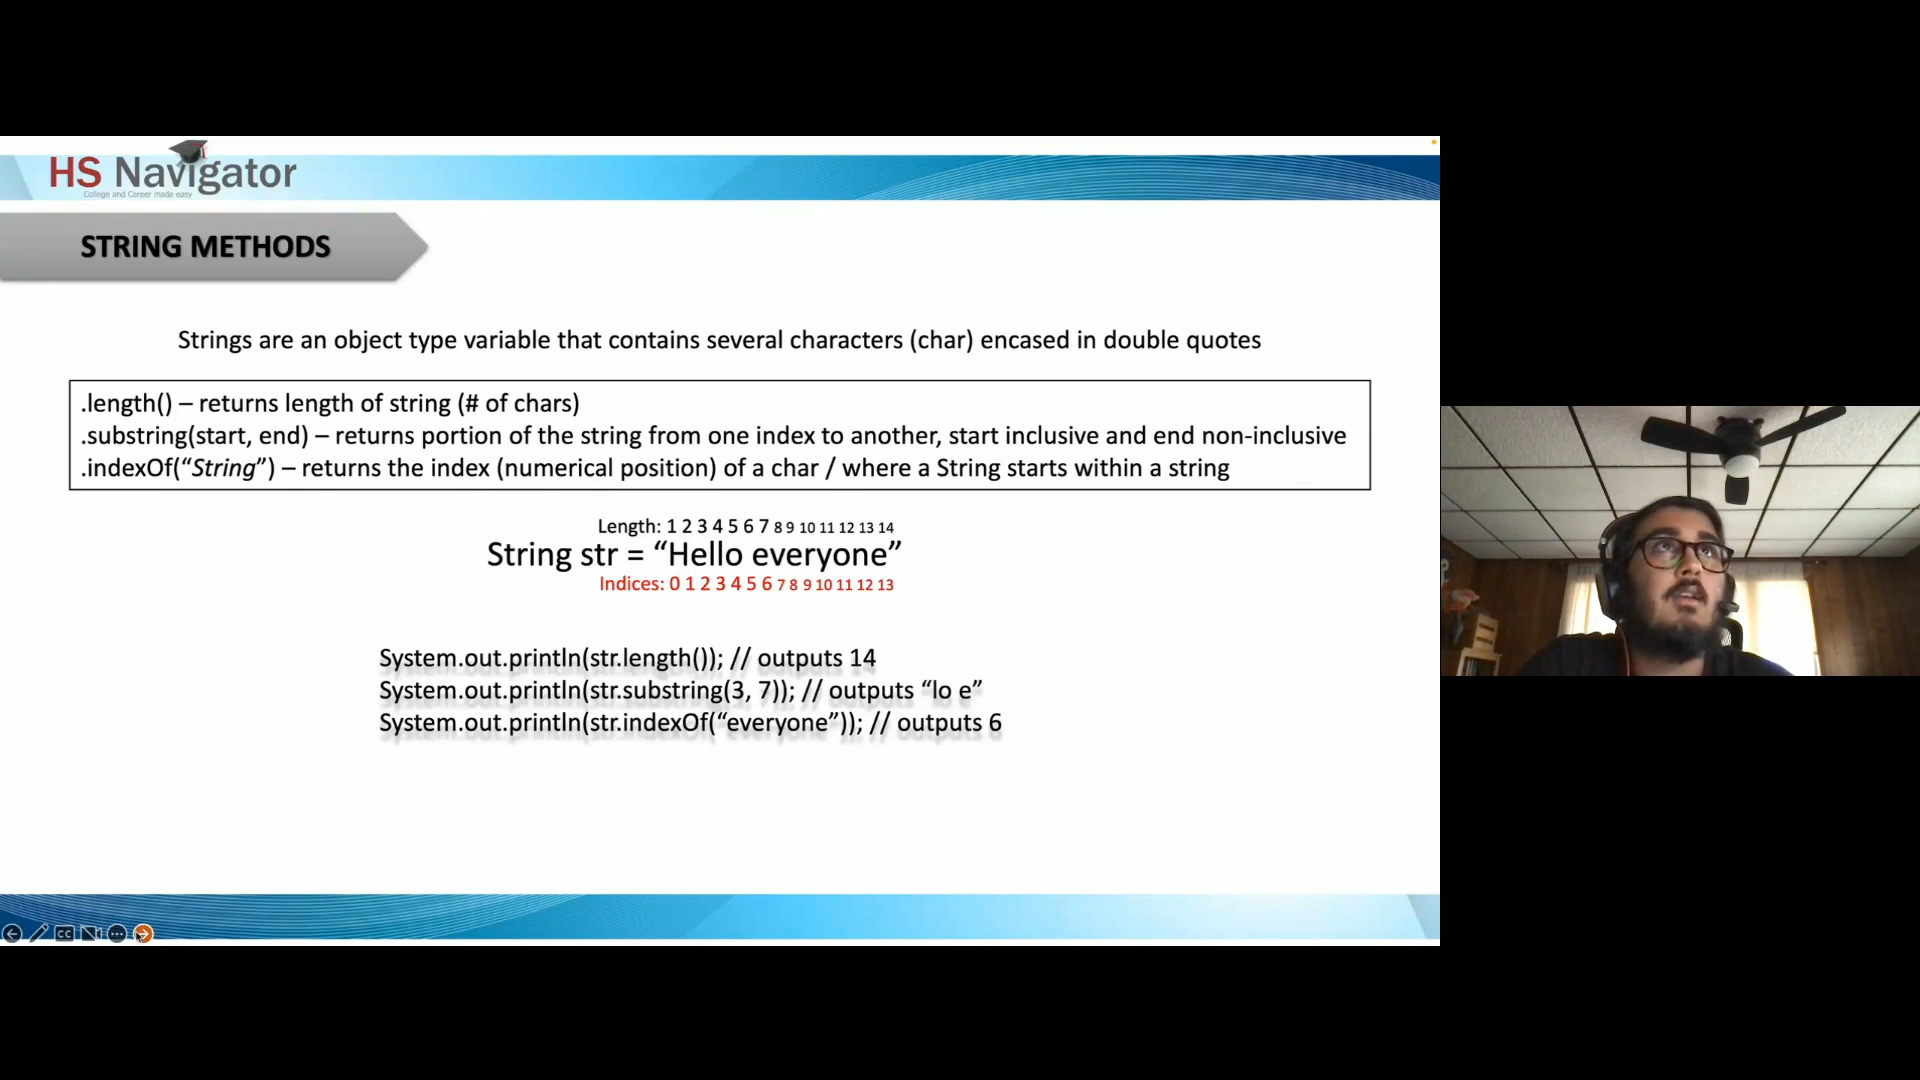 HS Navigator
College and Career made easy
STRING METHODS
Strings are an object type variable that contains several characters (char) encased in double quotes
.length() – returns length of string (# of chars)
.substring(start, end) – returns portion of the string from one index to another, start inclusive and end non-inclusive
.indexOf(“String”) – returns the index (numerical position) of a char / where a String starts within a string
Length: 1 2 3 4 5 6 7 8 9 10 11 12 13 14
String str = “Hello everyone”
Indices: 0 1 2 3 4 5 6 7 8 9 10 11 12 13
System.out.println(str.length()); // outputs 14
System.out.println(str.substring(3, 7)); // outputs “lo e”
System.out.println(str.indexOf(“everyone”)); // outputs 6
CC